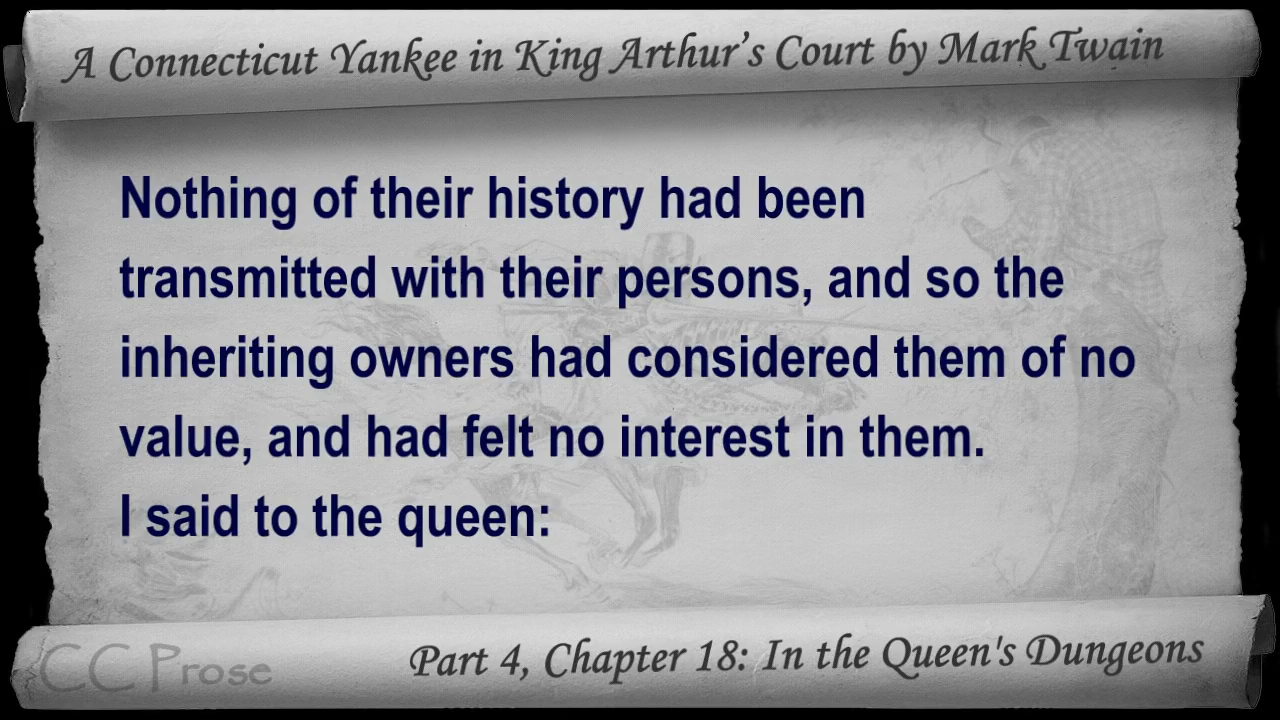 A Connecticut Yankee in King Arthur's Court by Mark Twain
Nothing of their history had been
transmitted with their persons, and so the
inheriting owners had considered them of no
value, and had felt no interest in them.
I said to the queen:
CC Prose
Part 4, Chapter 18: In the Queen's Dungeons